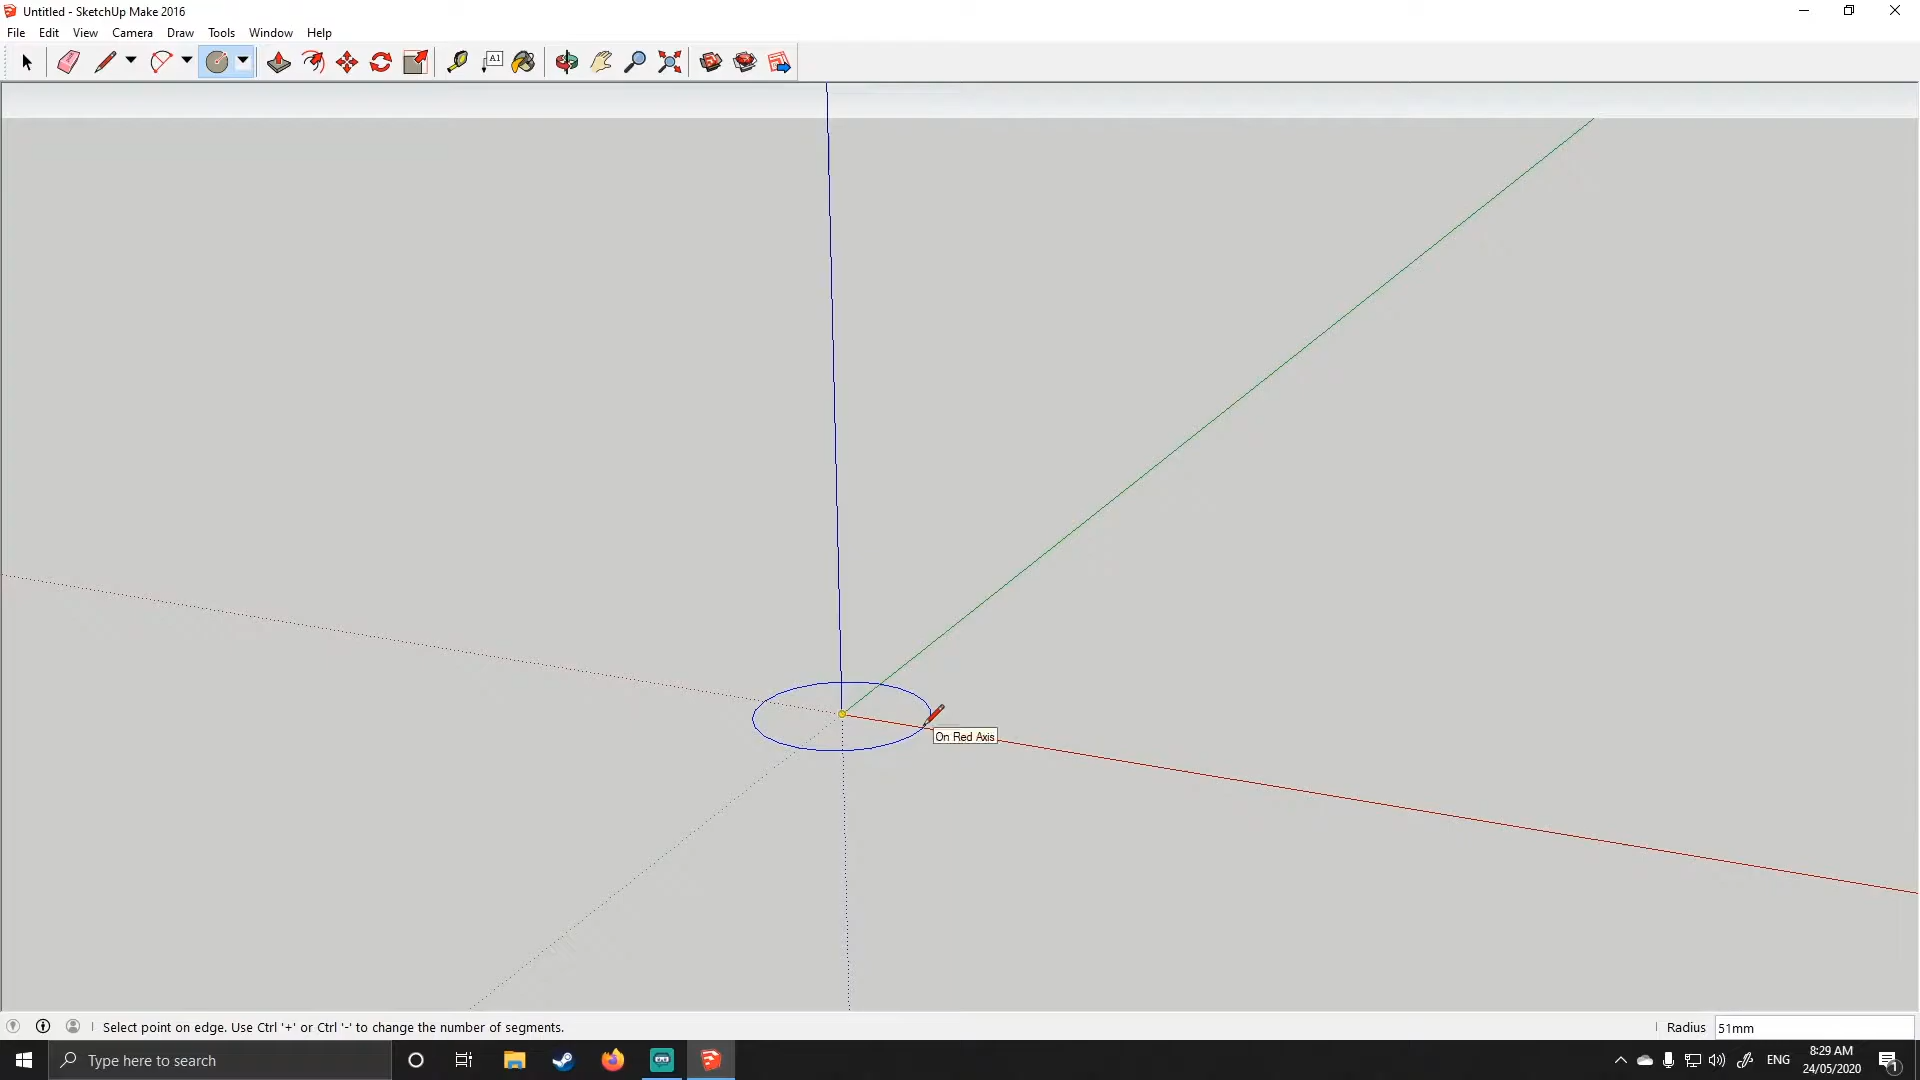 Untitled - SketchUp Make 2016
File Edit View Camera Draw Tools Window Help
A1
On Red Axis
Select point on edge. Use Ctrl '+' or Ctrl '-' to change the number of segments.
Radius 51mm
Type here to search
ENG
8:29 AM
24/05/2020
1